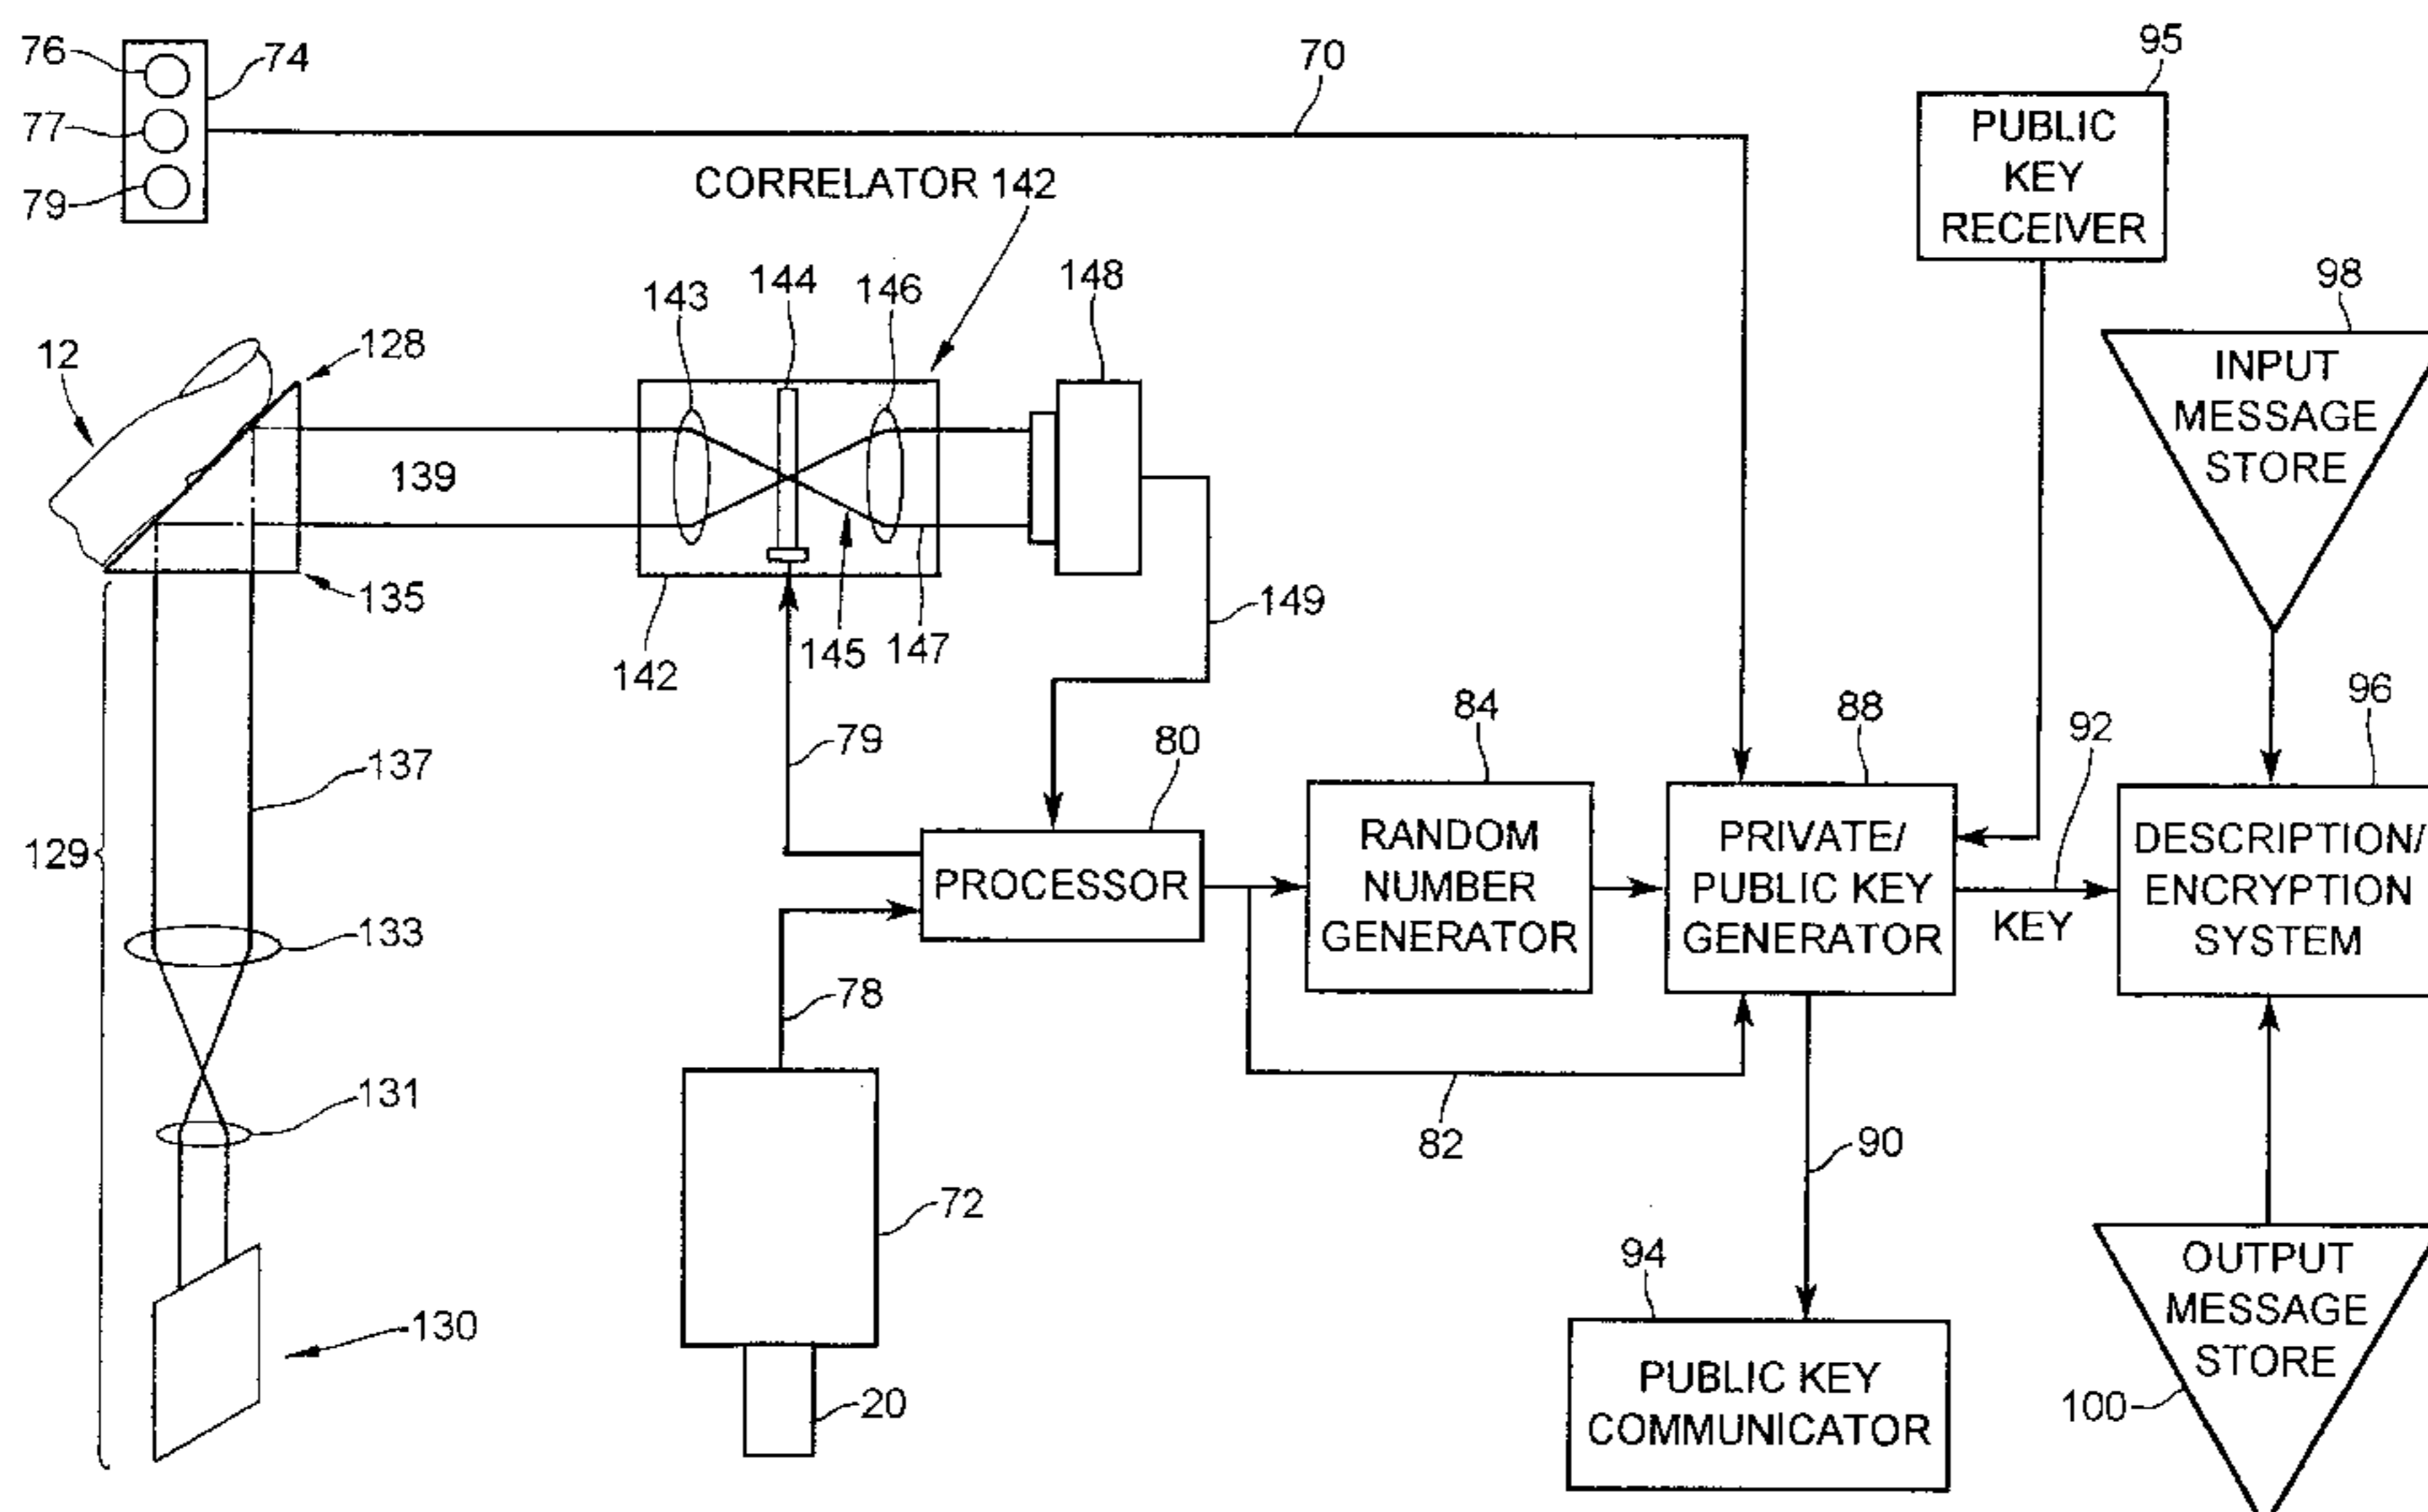 76
74
77
79
70
95
PUBLIC
KEY
RECEIVER
CORRELATOR 142
98
INPUT
MESSAGE
STORE
12
128
143
144
146
148
139
135
142
145
147
149
129
137
133
131
130
79
80
PROCESSOR
78
72
20
84
RANDOM
NUMBER
GENERATOR
88
PRIVATE/
PUBLIC KEY
GENERATOR
92
KEY
96
DESCRIPTION/
ENCRYPTION
SYSTEM
82
90
94
PUBLIC KEY
COMMUNICATOR
OUTPUT
MESSAGE
STORE
100